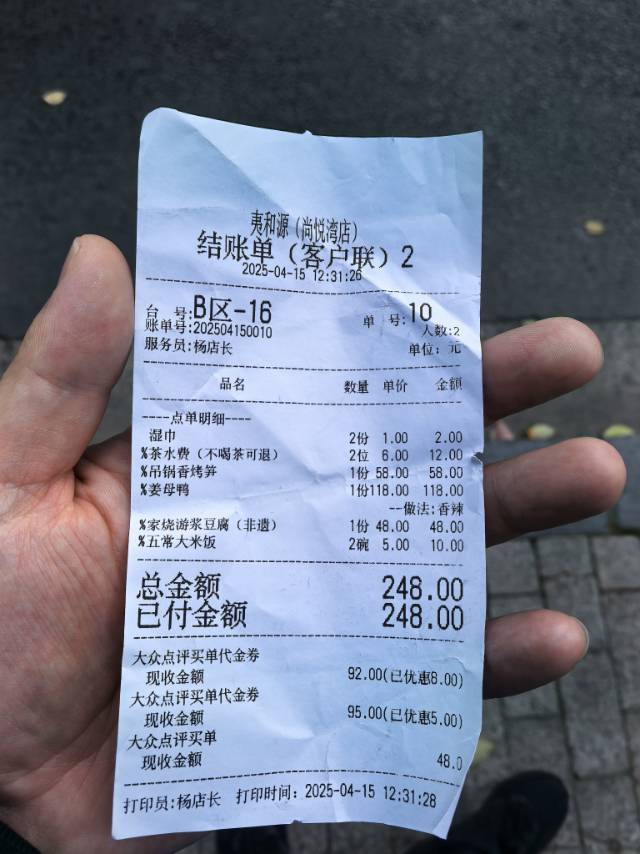 夷和源（尚悦湾店）
结账单（客户联）2
2025-04-15 12:31:26
台 号:B区-16 单 号:10
账单号:202504150010 人数:2
服务员:杨店长 单位: 元
品名 数量 单价 金额
----点单明细----
湿巾 2份 1.00 2.00
%茶水费（不喝茶可退） 2位 6.00 12.00
%吊锅香烤笋 1份 58.00 58.00
%姜母鸭 1份118.00 118.00
--做法:香辣
%家烧游浆豆腐（非遗） 1份 48.00 48.00
%五常大米饭 2碗 5.00 10.00
总金额 248.00
已付金额 248.00
大众点评买单代金券
现收金额 92.00(已优惠8.00)
大众点评买单代金券
现收金额 95.00(已优惠5.00)
大众点评买单
现收金额 48.0
打印员:杨店长 打印时间: 2025-04-15 12:31:28